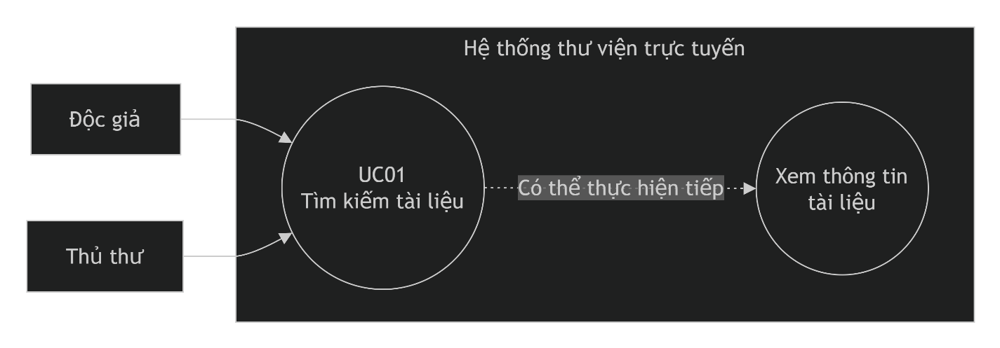 Hệ thống thư viện trực tuyến
Độc giả
Thủ thư
UC01
Tìm kiếm tài liệu
Có thể thực hiện tiếp
Xem thông tin
tài liệu